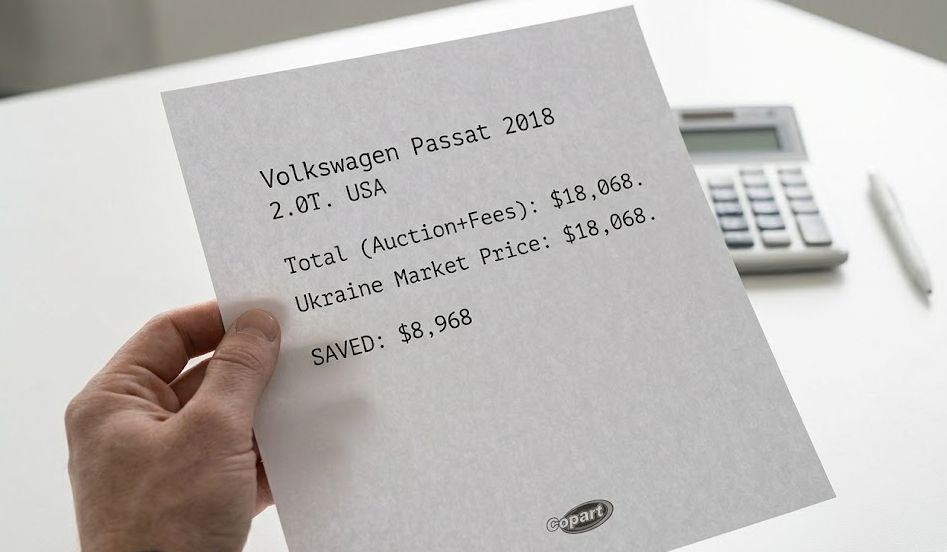 Volkswagen Passat 2018
2.0T. USA
Total (Auction+Fees): $18,068.
Ukraine Market Price: $18,068.
SAVED: $8,968
Copart